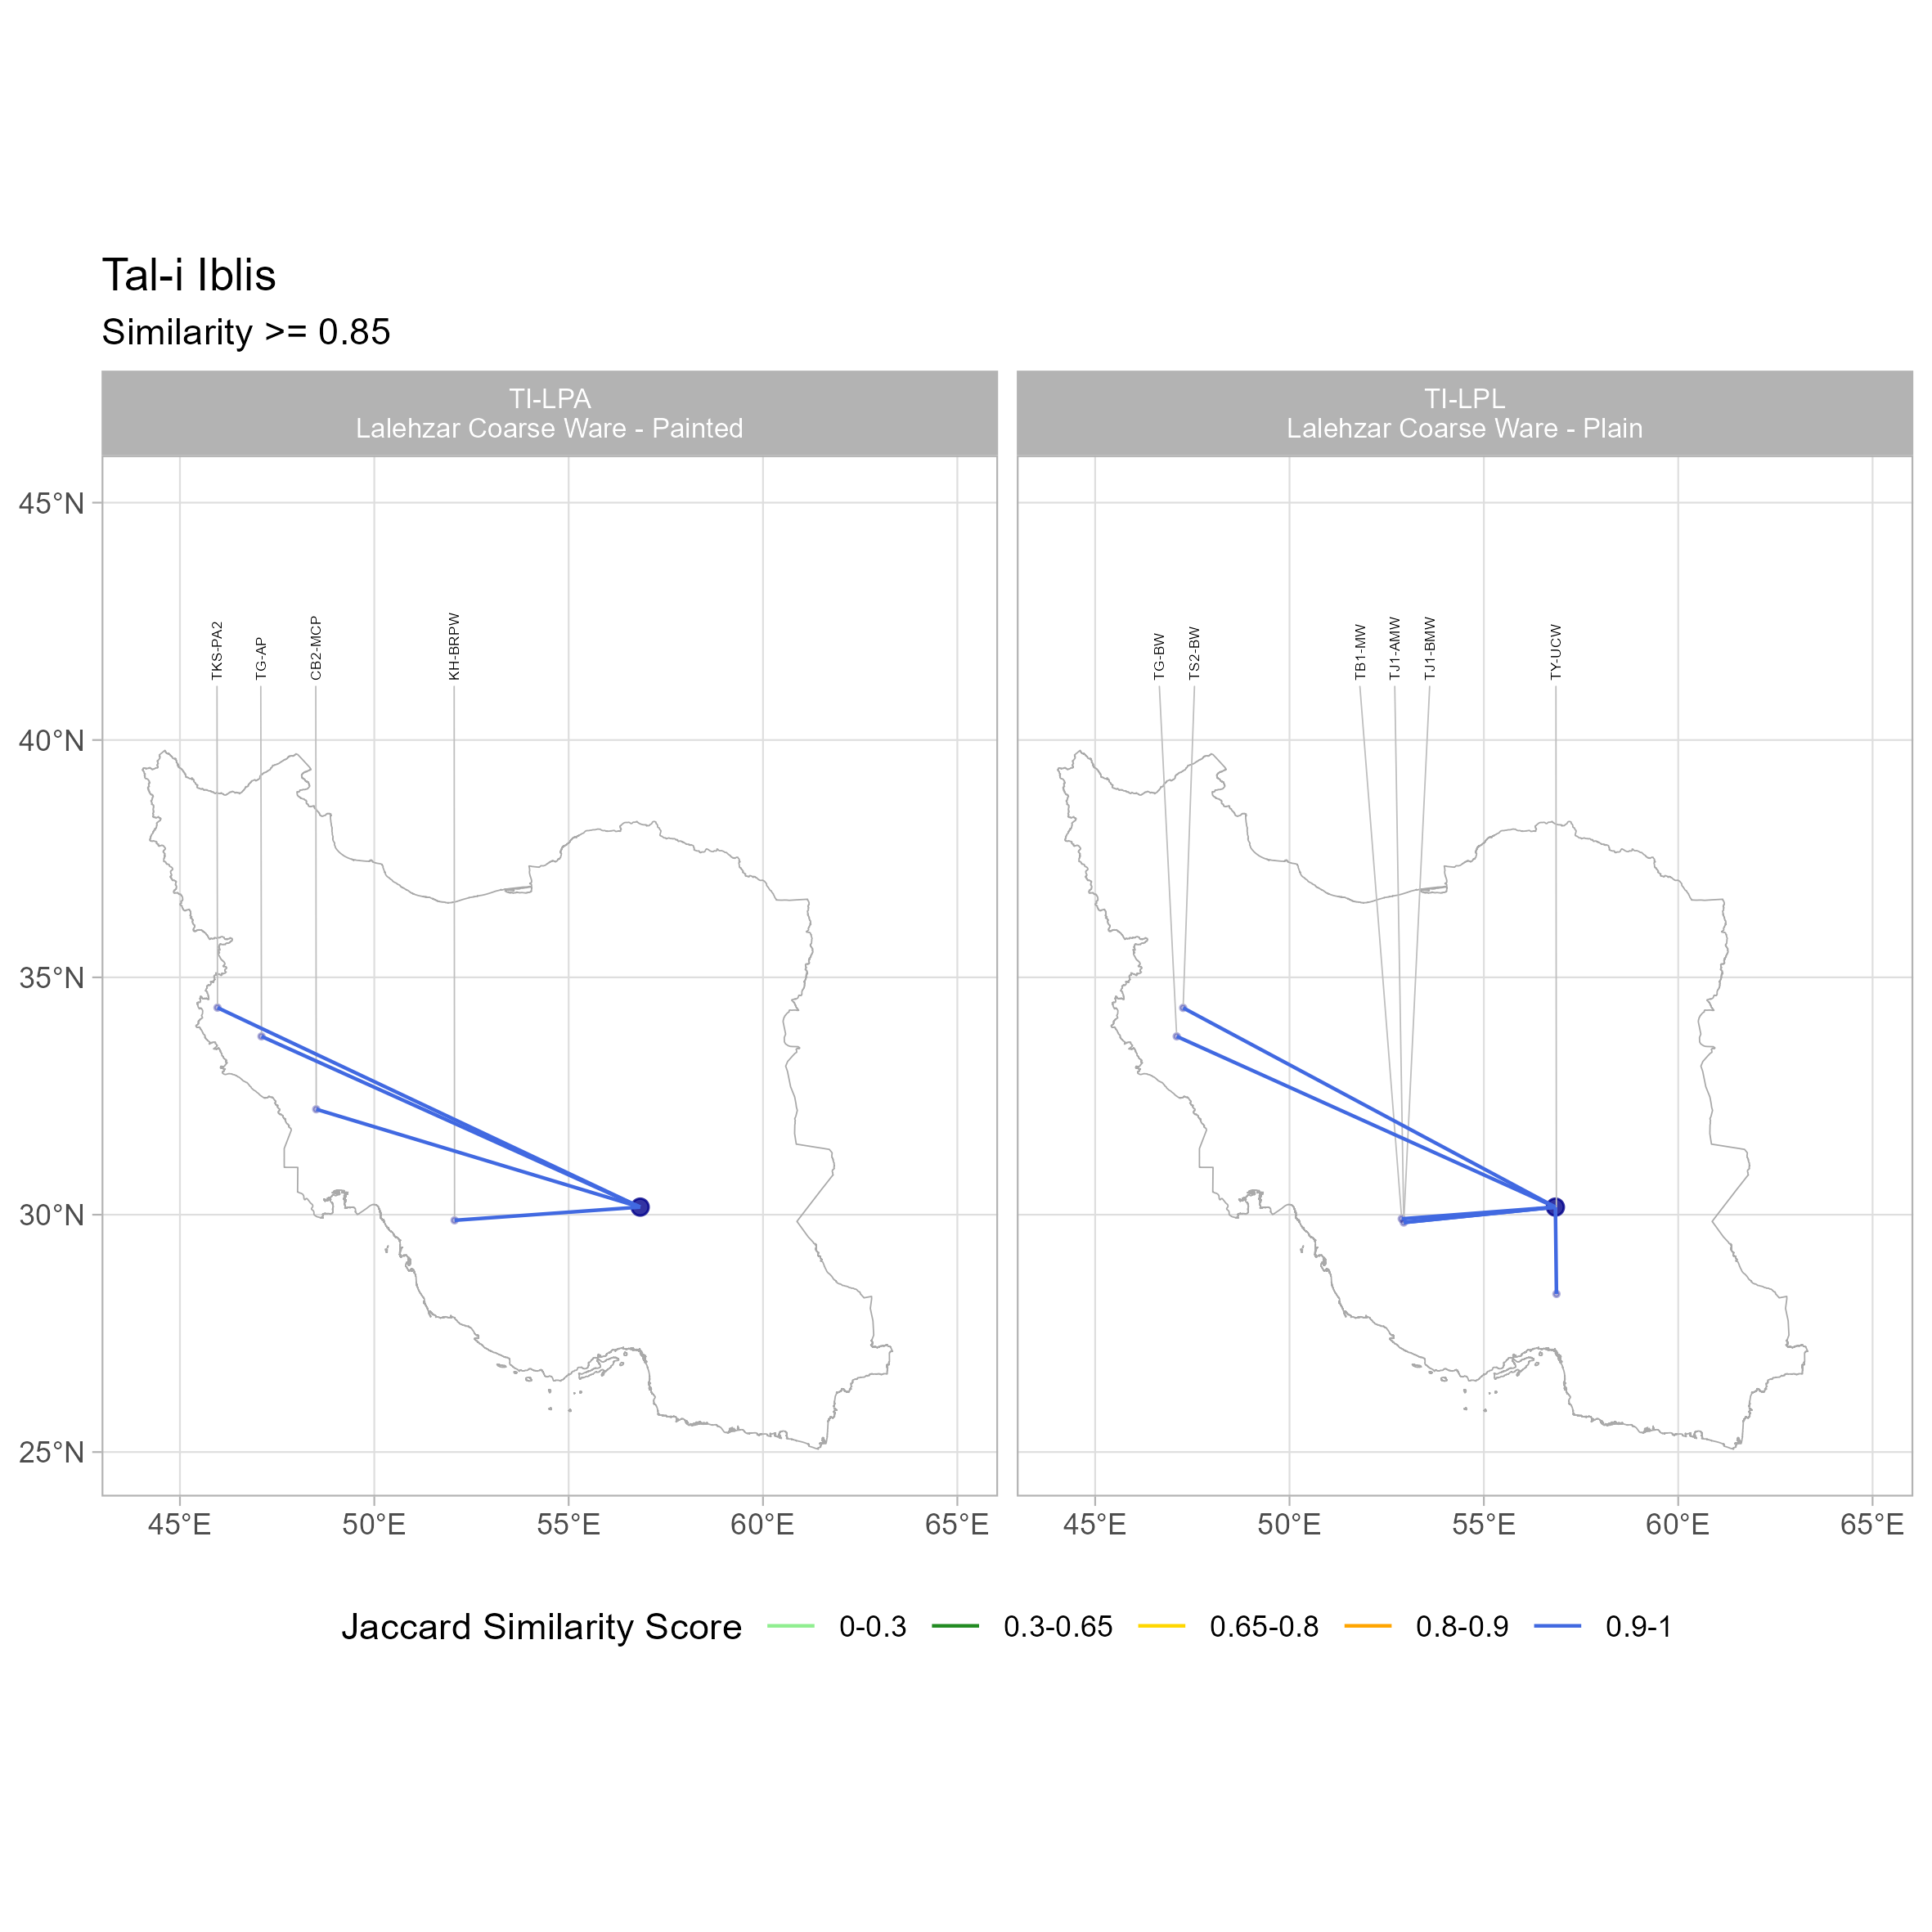 Tal-i Iblis
Similarity >= 0.85
TI-LPA
Lalehzar Coarse Ware - Painted
TI-LPL
Lalehzar Coarse Ware - Plain
45°N
40°N
35°N
30°N
25°N
TKS-PA2
TG-AP
CB2-MCP
KH-BRPW
TG-BW
TS2-BW
TB1-MW
TJ1-AMW
TJ1-BMW
TY-UCW
45°E 50°E 55°E 60°E 65°E
45°E 50°E 55°E 60°E 65°E
Jaccard Similarity Score 0-0.3 0.3-0.65 0.65-0.8 0.8-0.9 0.9-1